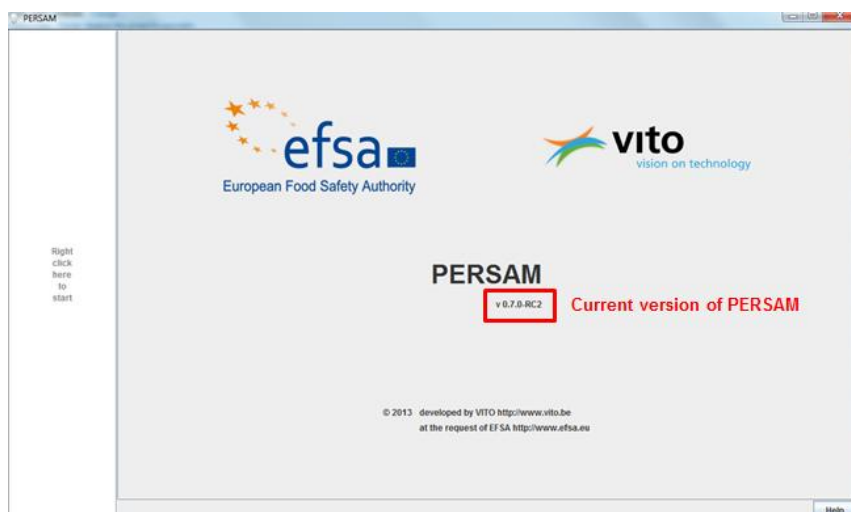 PERSAM
efsa
European Food Safety Authority
vito
vision on technology
Right
click
here
to
start
PERSAM
v 0.7.0-RC2
Current version of PERSAM
© 2013 developed by VITO http://www.vito.be
at the request of EFSA http://www.efsa.eu
Help